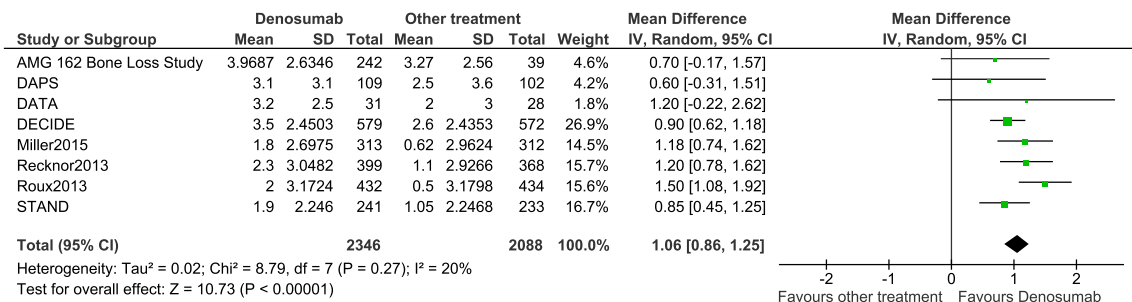 Denosumab Other treatment Mean Difference Mean Difference
Study or Subgroup Mean SD Total Mean SD Total Weight IV, Random, 95% CI IV, Random, 95% CI
AMG 162 Bone Loss Study 3.9687 2.6346 242 3.27 2.56 39 4.6% 0.70 [-0.17, 1.57]
DAPS 3.1 3.1 109 2.5 3.6 102 4.2% 0.60 [-0.31, 1.51]
DATA 3.2 2.5 31 2 3 28 1.8% 1.20 [-0.22, 2.62]
DECIDE 3.5 2.4503 579 2.6 2.4353 572 26.9% 0.90 [0.62, 1.18]
Miller2015 1.8 2.6975 313 0.62 2.9624 312 14.5% 1.18 [0.74, 1.62]
Recknor2013 2.3 3.0482 399 1.1 2.9266 368 15.7% 1.20 [0.78, 1.62]
Roux2013 2 3.1724 432 0.5 3.1798 434 15.6% 1.50 [1.08, 1.92]
STAND 1.9 2.246 241 1.05 2.2468 233 16.7% 0.85 [0.45, 1.25]
Total (95% CI) 2346 2088 100.0% 1.06 [0.86, 1.25]
Heterogeneity: Tau² = 0.02; Chi² = 8.79, df = 7 (P = 0.27); I² = 20%
Test for overall effect: Z = 10.73 (P < 0.00001)
-2 -1 0 1 2
Favours other treatment Favours Denosumab